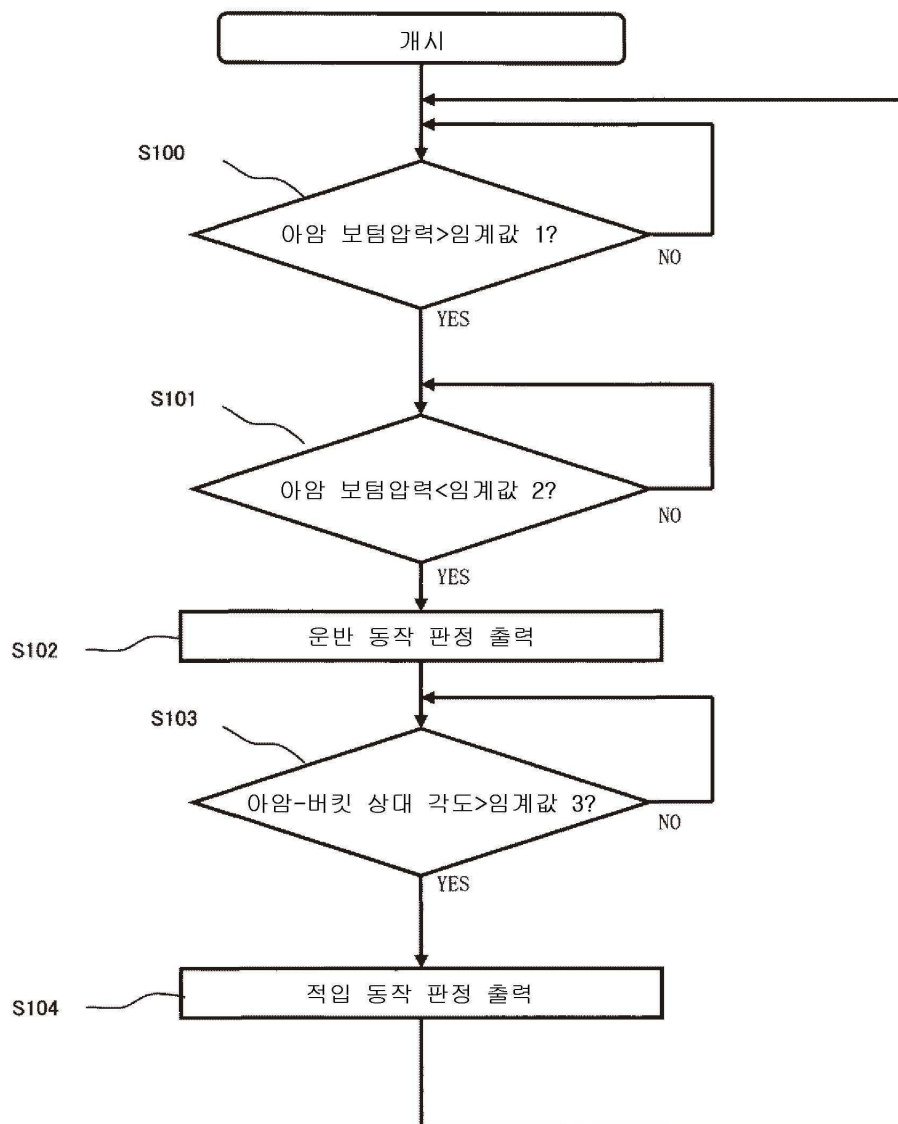 개시
S100
아암 보텀압력>임계값 1?
NO
YES
S101
아암 보텀압력<임계값 2?
NO
YES
S102
운반 동작 판정 출력
S103
아암-버킷 상대 각도>임계값 3?
NO
YES
S104
적입 동작 판정 출력